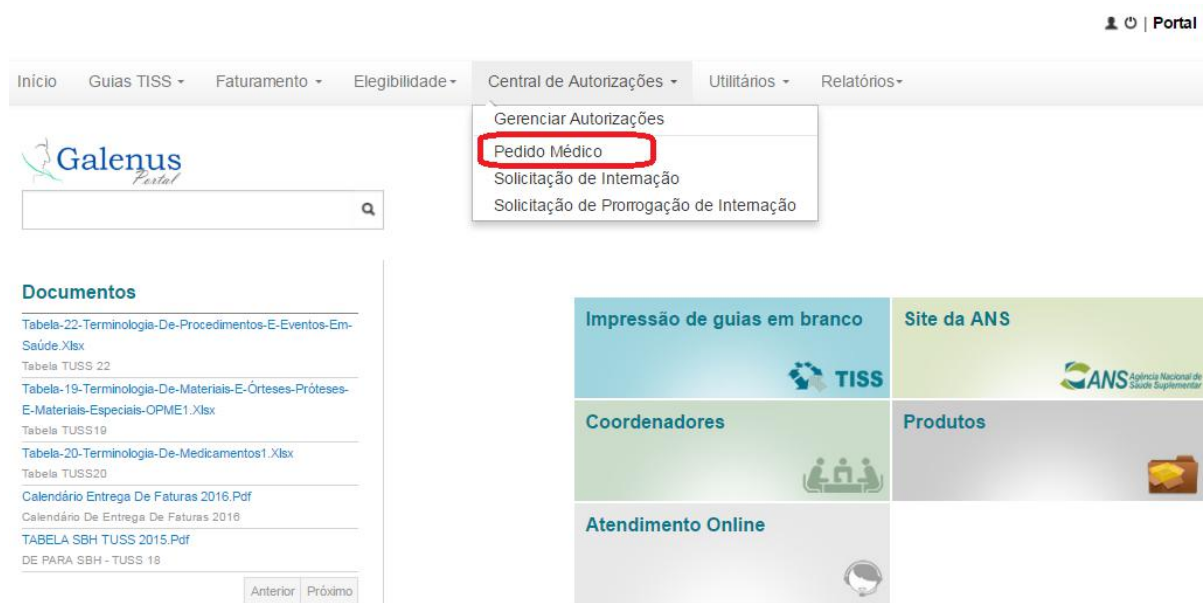 | Portal
Início Guias TISS Faturamento Elegibilidade Central de Autorizações Utilitários Relatórios
Gerenciar Autorizações
Pedido Médico
Solicitação de Internação
Solicitação de Prorrogação de Internação
Galenus
Portal
Documentos
Tabela-22-Terminologia-De-Procedimentos-E-Eventos-Em-
Saúde.Xlsx
Tabela TUSS 22
Tabela-19-Terminologia-De-Materiais-E-Órteses-Próteses-
E-Materiais-Especiais-OPME1.Xlsx
Tabela TUSS19
Tabela-20-Terminologia-De-Medicamentos1.Xlsx
Tabela TUSS20
Calendário Entrega De Faturas 2016.Pdf
Calendário De Entrega De Faturas 2016
TABELA SBH TUSS 2015.Pdf
DE PARA SBH - TUSS 18
Anterior Próximo
Impressão de guias em branco
TISS
Site da ANS
ANS Agência Nacional de
Saúde Suplementar
Coordenadores
Produtos
Atendimento Online